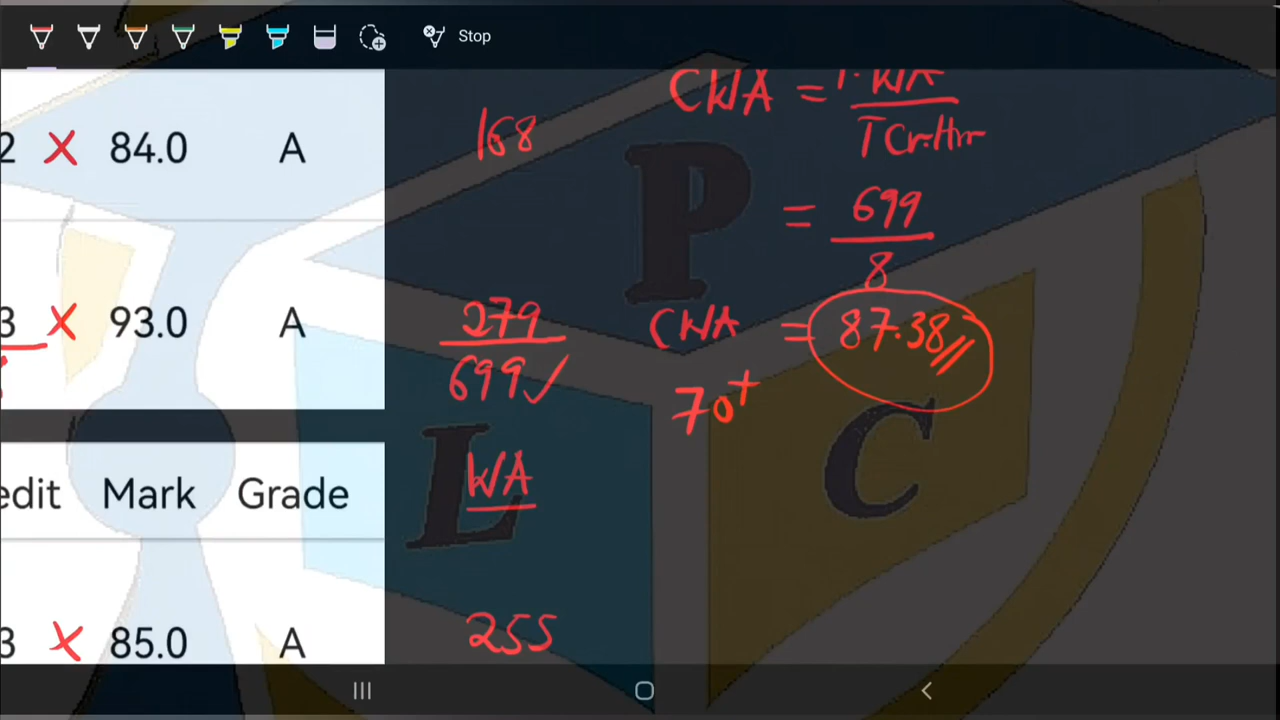 Stop
CWA = T.WA
T Cr.Hrr
2 X 84.0 A 168
= 699
8
3 X 93.0 A 279
CWA = 87.38
699
70+
WA
edit Mark Grade
3 X 85.0 A 255
P
L
C